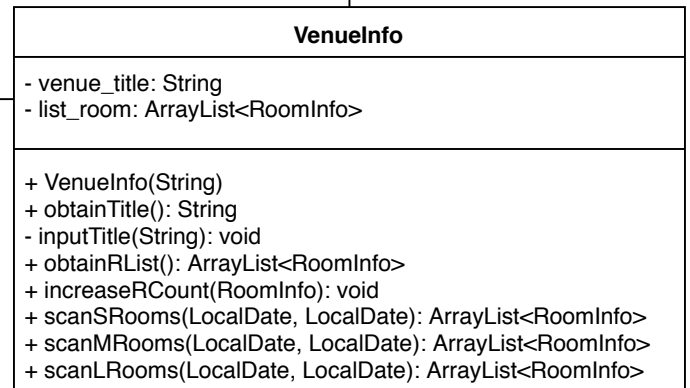 VenueInfo
- venue_title: String
- list_room: ArrayList<RoomInfo>
+ VenueInfo(String)
+ obtainTitle(): String
- inputTitle(String): void
+ obtainRList(): ArrayList<RoomInfo>
+ increaseRCount(RoomInfo): void
+ scanSRooms(LocalDate, LocalDate): ArrayList<RoomInfo>
+ scanMRooms(LocalDate, LocalDate): ArrayList<RoomInfo>
+ scanLRooms(LocalDate, LocalDate): ArrayList<RoomInfo>